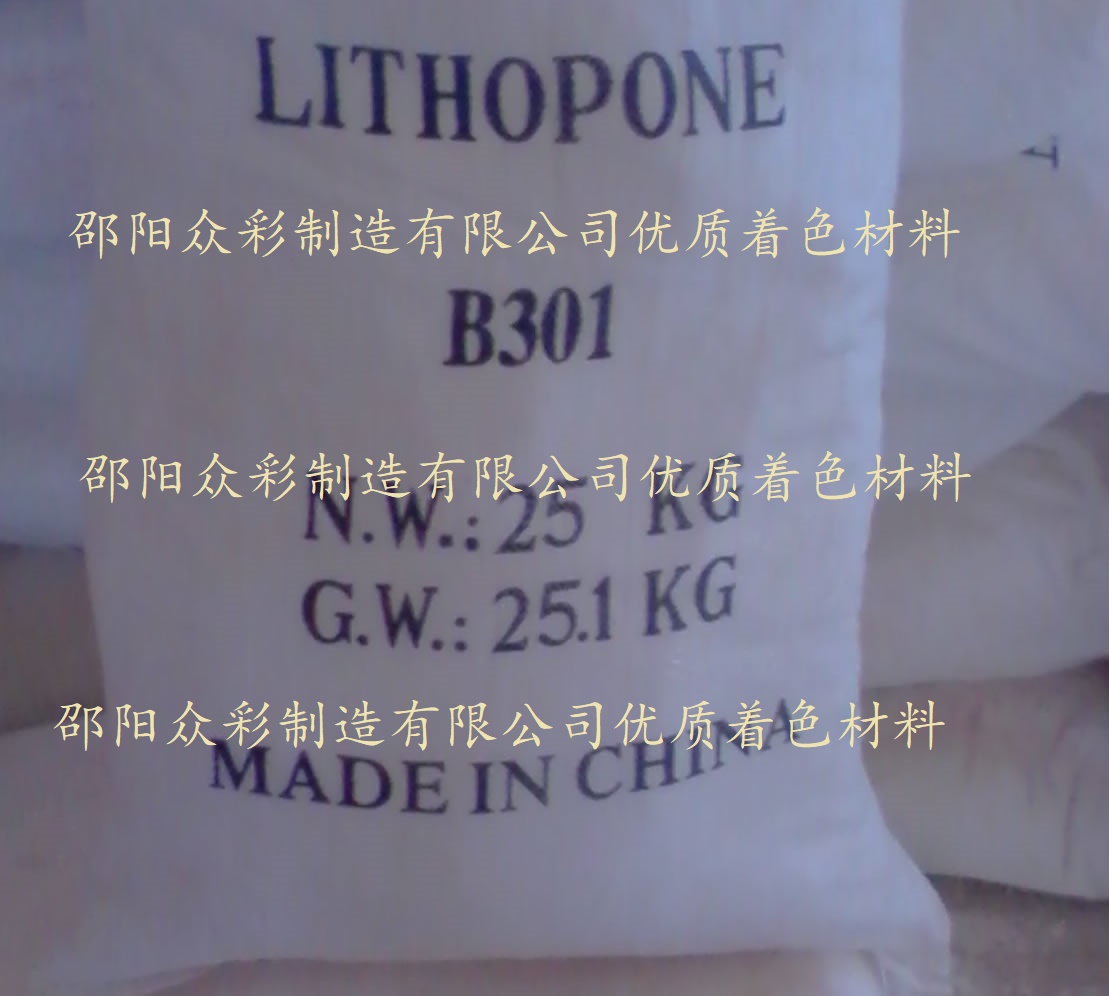 LITHOPONE
邵阳众彩制造有限公司优质着色材料
B301
邵阳众彩制造有限公司优质着色材料
N.W.: 25 KG
G.W.: 25.1 KG
邵阳众彩制造有限公司优质着色材料
MADE IN CHINA